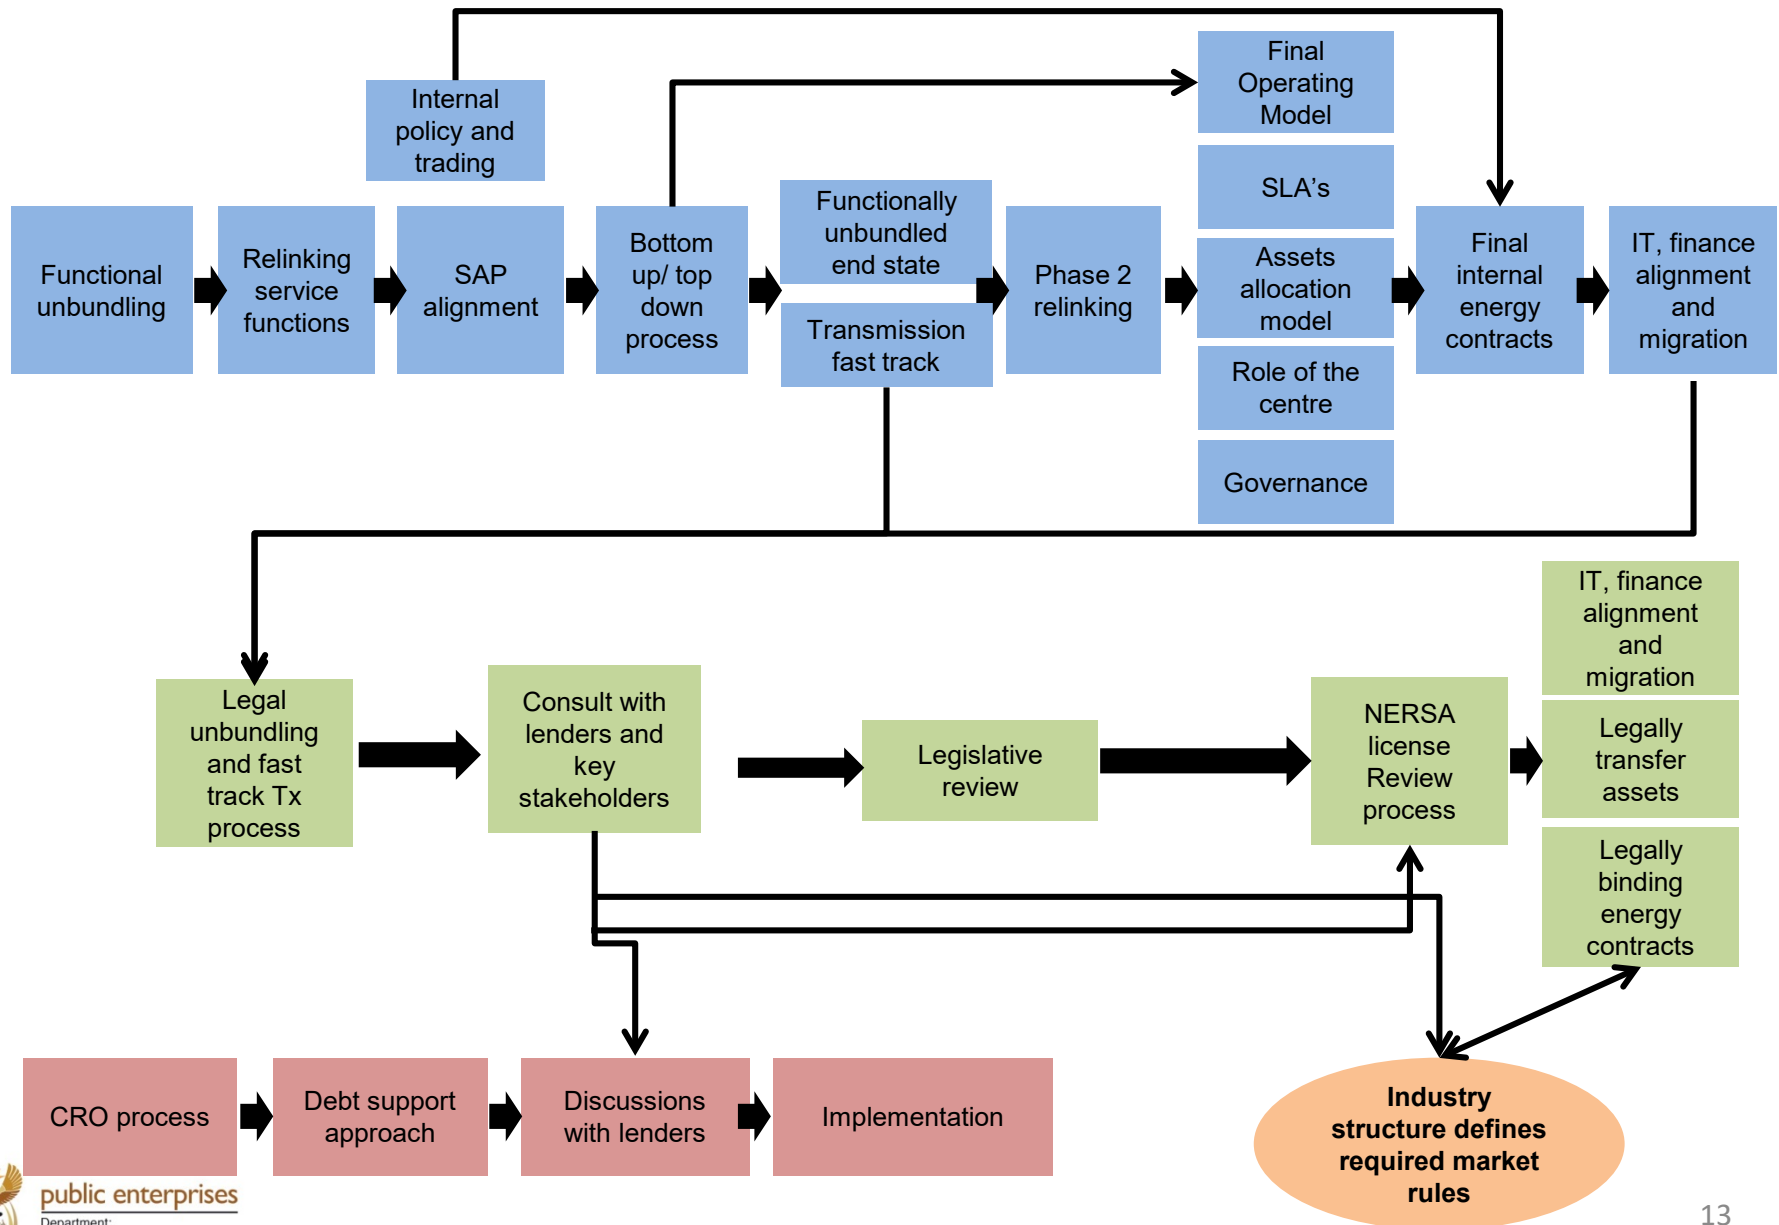 Internal
policy and
trading
Final
Operating
Model
SLA's
Functional
unbundling
Relinking
service
functions
SAP
alignment
Bottom
up/ top
down
process
Functionally
unbundled
end state
Transmission
fast track
Phase 2
relinking
Assets
allocation
model
Role of the
centre
Governance
Final
internal
energy
contracts
IT, finance
alignment
and
migration
Legal
unbundling
and fast
track Tx
process
Consult with
lenders and
key
stakeholders
Legislative
review
NERSA
license
Review
process
IT, finance
alignment
and
migration
Legally
transfer
assets
Legally
binding
energy
contracts
CRO process
Debt support
approach
Discussions
with lenders
Implementation
Industry
structure defines
required market
rules
public enterprises
Department:
13